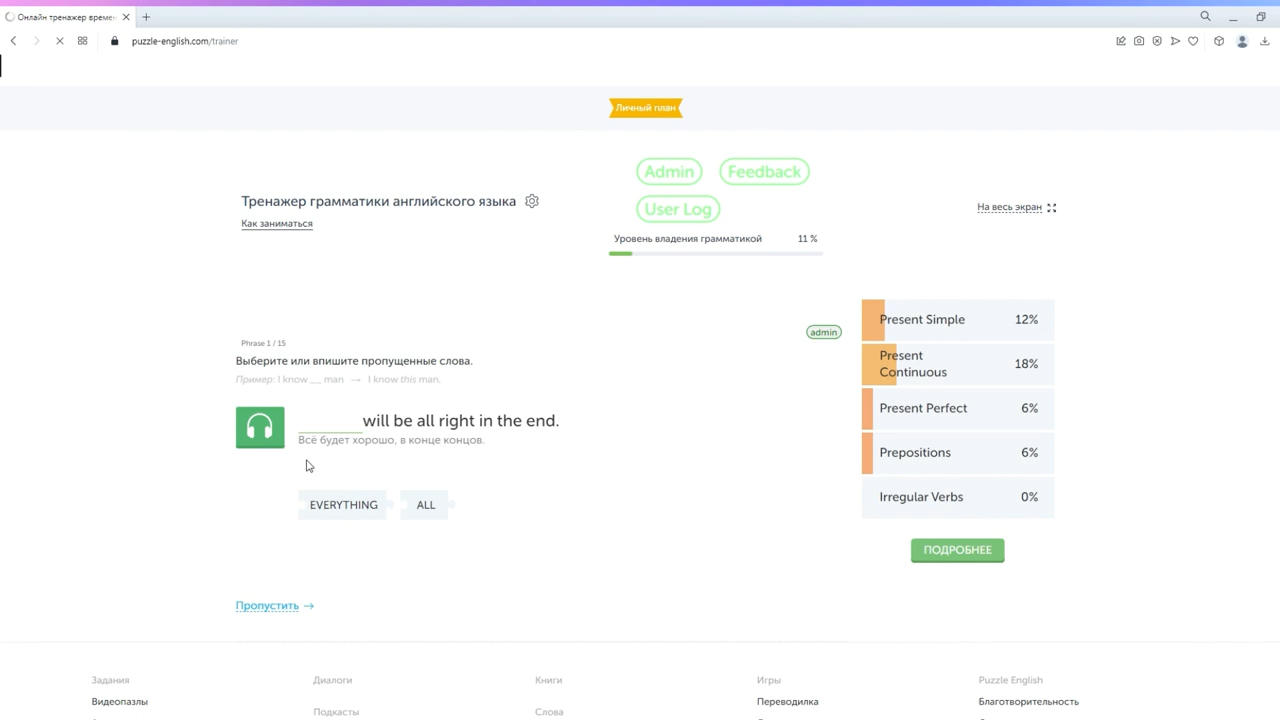 Онлайн тренажер времен
puzzle-english.com/trainer
Личный план
Admin Feedback
User Log
Тренажер грамматики английского языка
Как заниматься
Уровень владения грамматикой 11 %
На весь экран
Phrase 1 / 15
Выберите или впишите пропущенные слова.
Пример: I know __ man → I know this man.
admin
_______will be all right in the end.
Всё будет хорошо, в конце концов.
EVERYTHING ALL
Пропустить →
Present Simple 12%
Present
Continuous 18%
Present Perfect 6%
Prepositions 6%
Irregular Verbs 0%
ПОДРОБНЕЕ
Задания Диалоги Книги Игры Puzzle English
Видеопазлы Подкасты Слова Переводилка Благотворительность